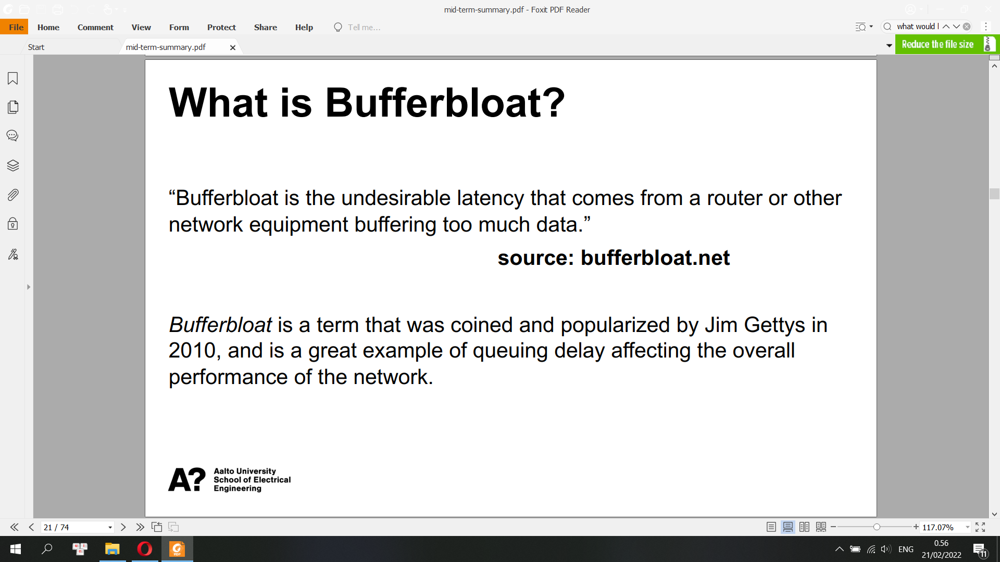 mid-term-summary.pdf - Foxit PDF Reader
File Home Comment View Form Protect Share Help Tell me...
what would
Start
mid-term-summary.pdf
Reduce the file size
What is Bufferbloat?
“Bufferbloat is the undesirable latency that comes from a router or other
network equipment buffering too much data.”
source: bufferbloat.net
Bufferbloat is a term that was coined and popularized by Jim Gettys in
2010, and is a great example of queuing delay affecting the overall
performance of the network.
A?
Aalto University
School of Electrical
Engineering
21 / 74
117.07%
ENG
0.56
21/02/2022
11